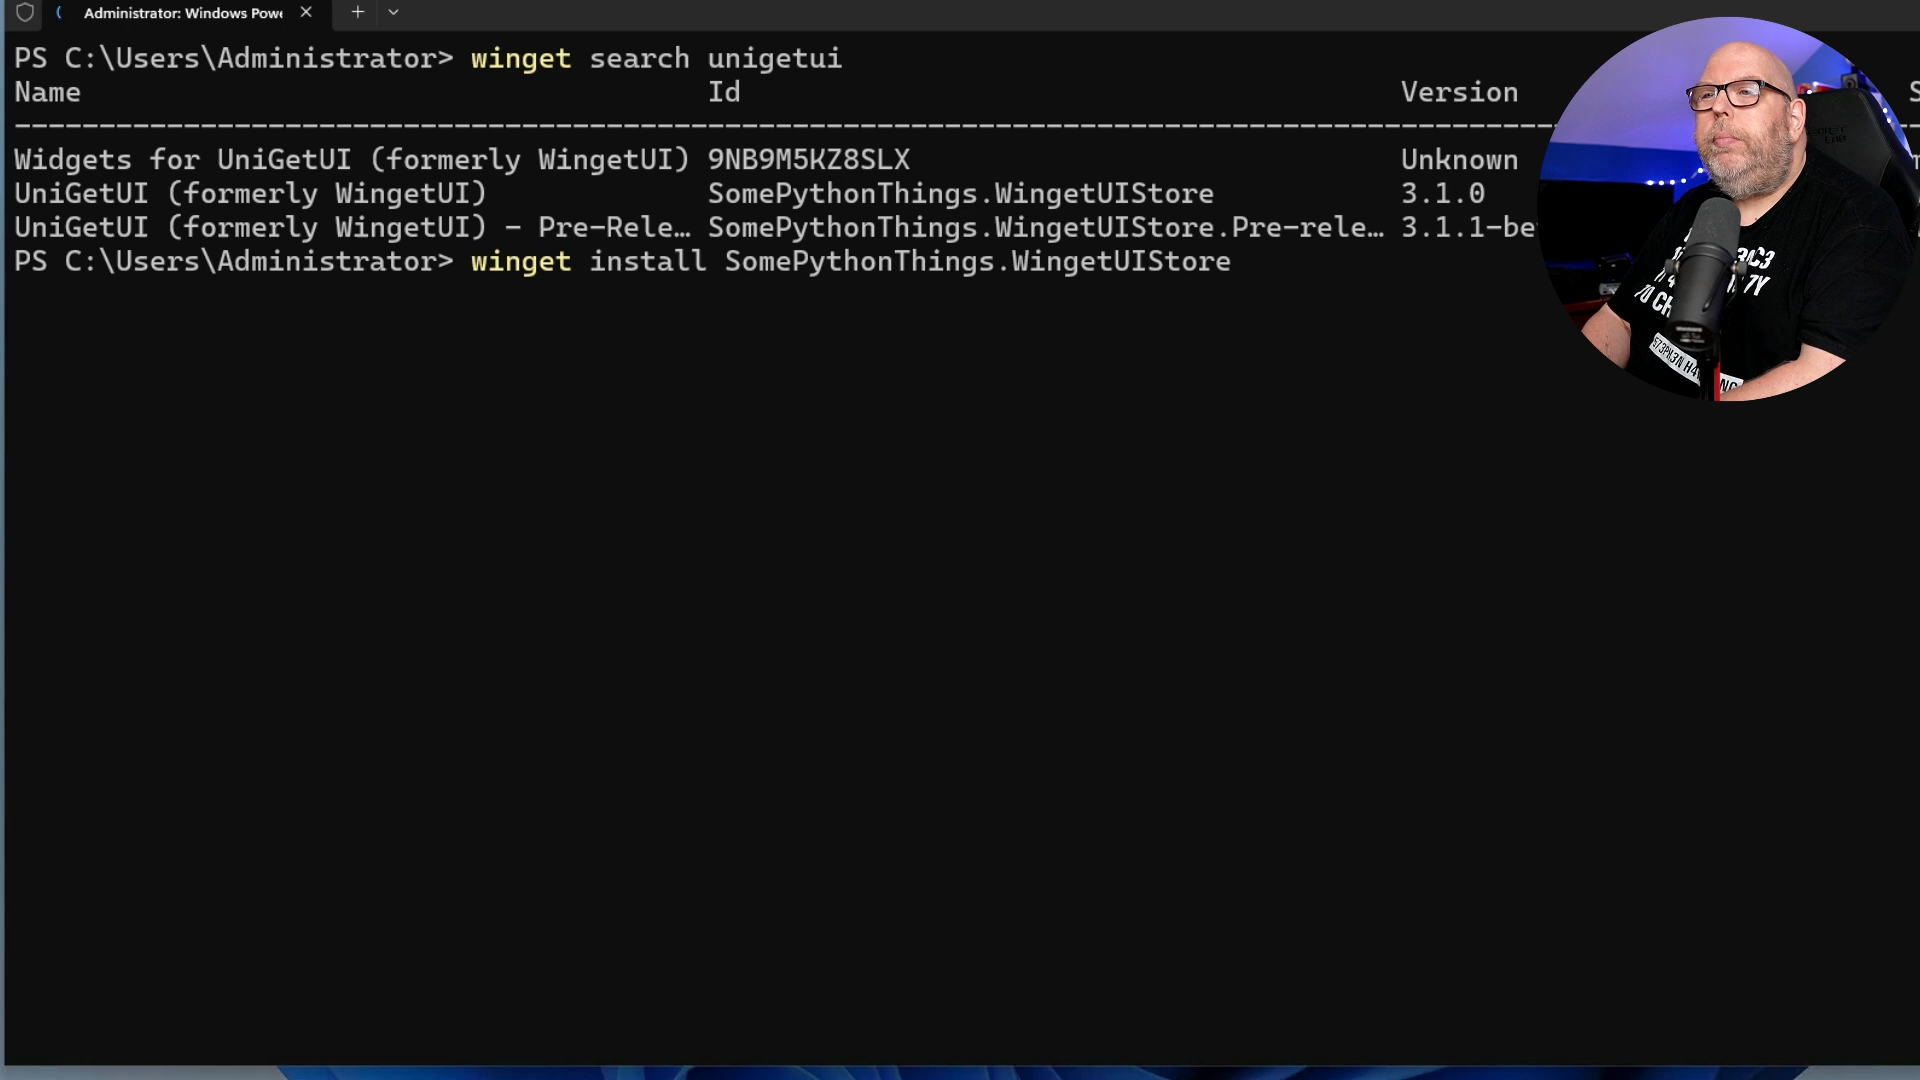 Administrator: Windows Powe
PS C:\Users\Administrator> winget search unigetui
Name Id Version S
Widgets for UniGetUI (formerly WingetUI) 9NB9M5KZ8SLX Unknown
UniGetUI (formerly WingetUI) SomePythonThings.WingetUIStore 3.1.0
UniGetUI (formerly WingetUI) - Pre-Rele… SomePythonThings.WingetUIStore.Pre-rele… 3.1.1-be
PS C:\Users\Administrator> winget install SomePythonThings.WingetUIStore